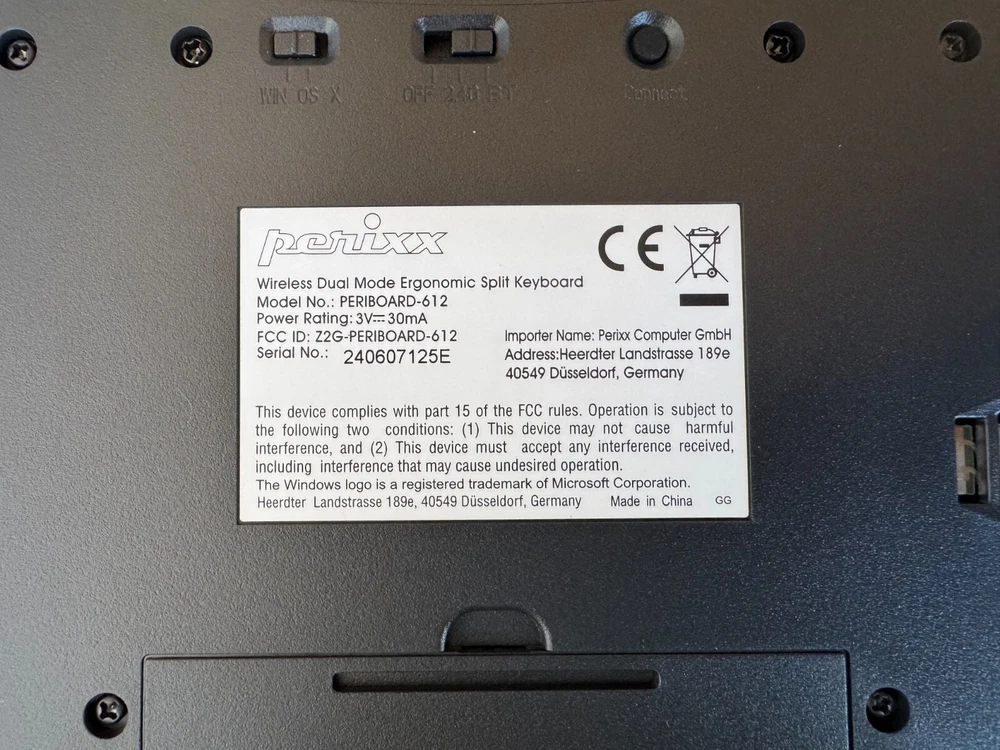 WIN OS X
OFF 2.4G BT
Connect
perixx
CE
Wireless Dual Mode Ergonomic Split Keyboard
Model No.: PERIBOARD-612
Power Rating: 3V⎓30mA
FCC ID: Z2G-PERIBOARD-612
Serial No.: 240607125E
Importer Name: Perixx Computer GmbH
Address:Heerdter Landstrasse 189e
40549 Düsseldorf, Germany
This device complies with part 15 of the FCC rules. Operation is subject to
the following two conditions: (1) This device may not cause harmful
interference, and (2) This device must accept any interference received,
including interference that may cause undesired operation.
The Windows logo is a registered trademark of Microsoft Corporation.
Heerdter Landstrasse 189e, 40549 Düsseldorf, Germany Made in China GG